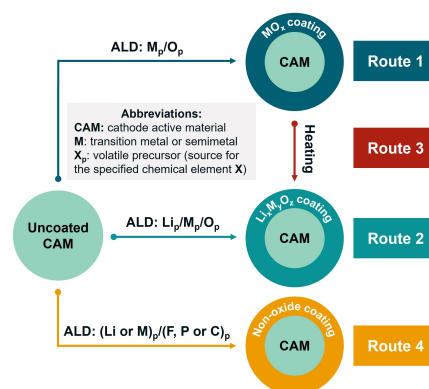 ALD: Mp/Op
MOx coating
CAM
Route 1
Abbreviations:
CAM: cathode active material
M: transition metal or semimetal
Xp: volatile precursor (source for
the specified chemical element X)
Heating
Route 3
Uncoated
CAM
ALD: Lip/Mp/Op
LixMyOz coating
CAM
Route 2
ALD: (Li or M)p/(F, P or C)p
Non-oxide coating
CAM
Route 4